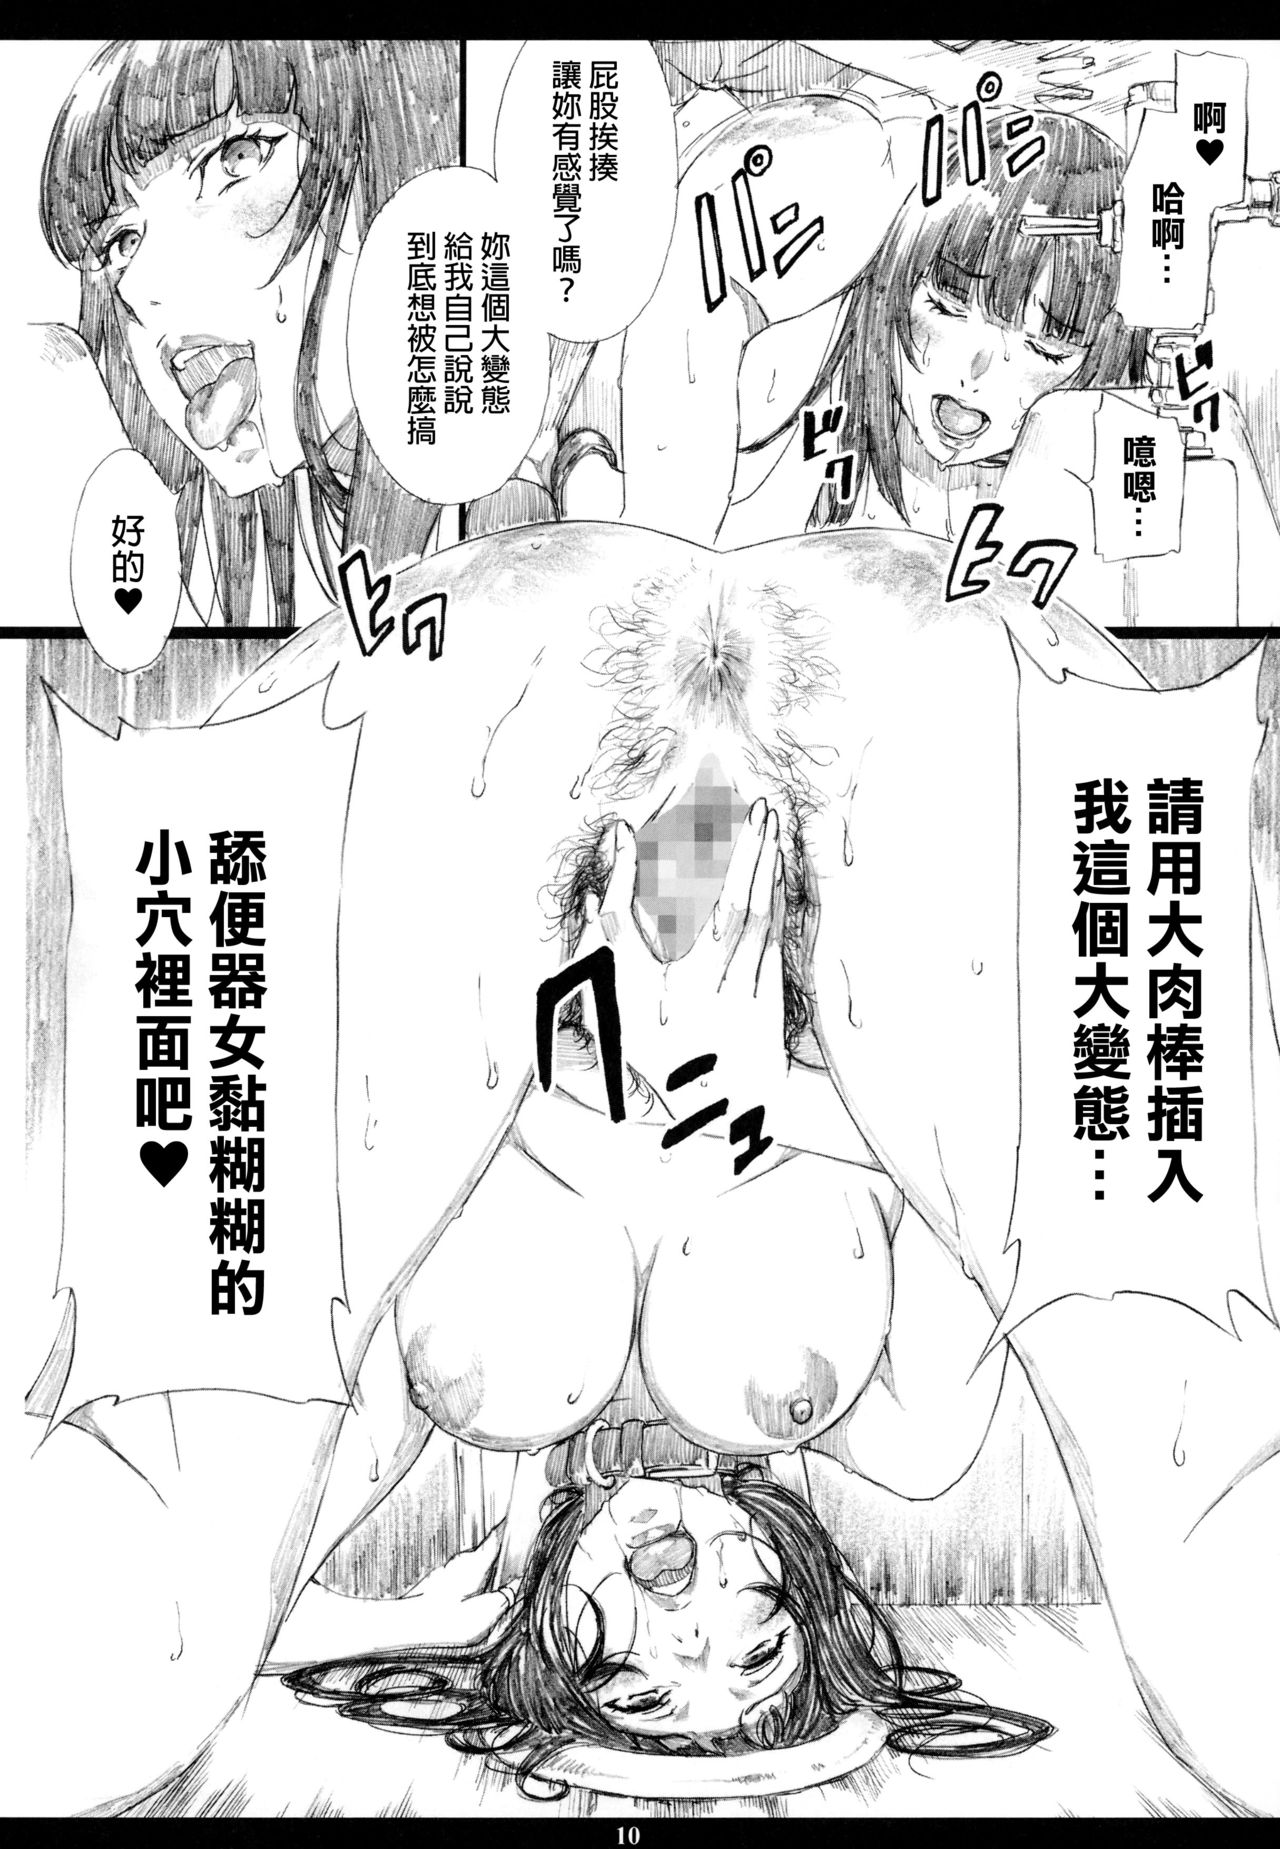 啊♥
哈啊…
パン
パン
ビク
ビク
噫嗯…
屁股挨揍
讓妳有感覺了嗎？
妳這個大變態
給我自己說說
到底想被怎麼搞
好的♥
ヒク
ヒク
請用大肉棒插入
我這個大變態…
舔便器女黏糊糊的
小穴裡面吧♥
クニュ
10